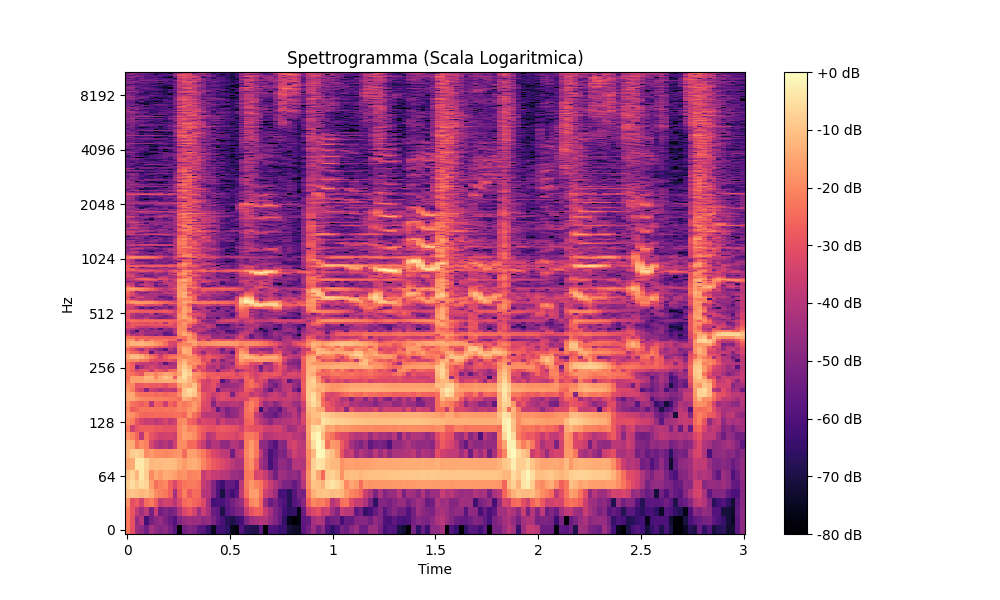 Spettrogramma (Scala Logaritmica)
Hz
8192
4096
2048
1024
512
256
128
64
0
0
0.5
1
1.5
2
2.5
3
Time
+0 dB
-10 dB
-20 dB
-30 dB
-40 dB
-50 dB
-60 dB
-70 dB
-80 dB